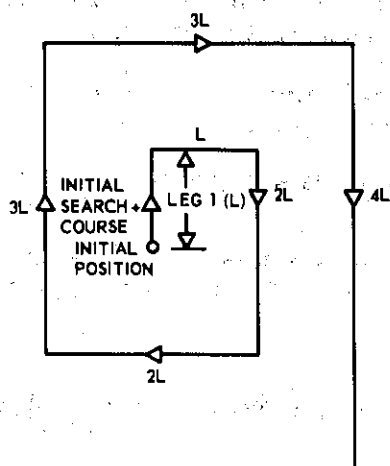 3L
L
INITIAL
SEARCH
COURSE
INITIAL
POSITION
LEG 1 (L)
2L
4L
3L
2L